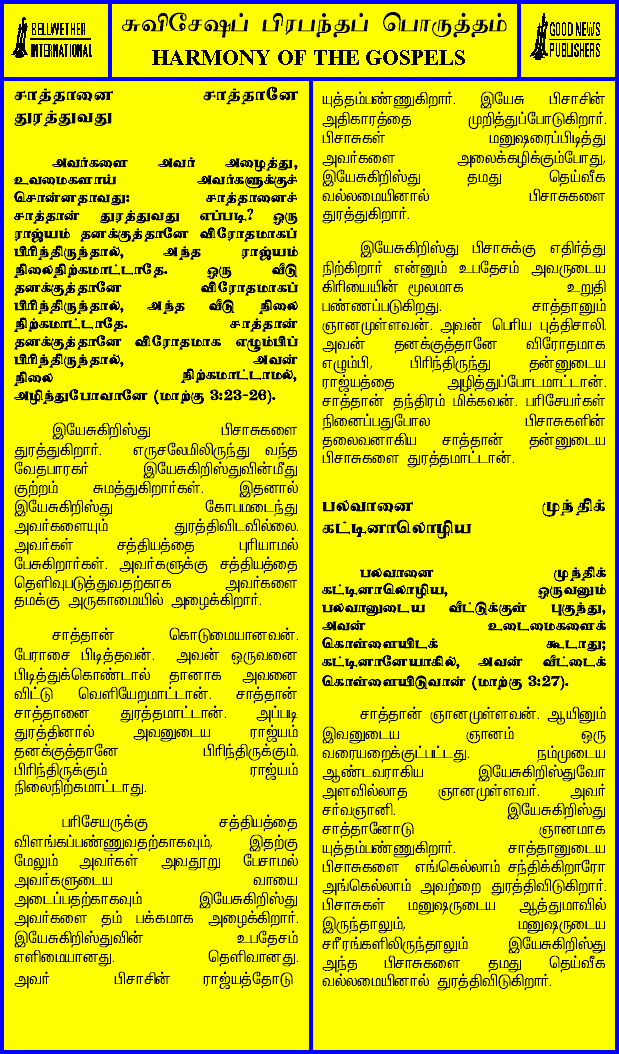 BELLWETHER
INTERNATIONAL
சுவிசேஷப் பிரபந்தப் பொருத்தம்
HARMONY OF THE GOSPELS
GOOD NEWS
PUBLISHERS
சாத்தானை சாத்தானே
துரத்துவது
அவர்களை அவர் அழைத்து,
உவமைகளாய் அவர்களுக்குச்
சொன்னதாவது: சாத்தானைச்
சாத்தான் துரத்துவது எப்படி? ஒரு
ராஜ்யம் தனக்குத்தானே விரோதமாகப்
பிரிந்திருந்தால், அந்த ராஜ்யம்
நிலைநிற்கமாட்டாதே. ஒரு வீடு
தனக்குத்தானே விரோதமாகப்
பிரிந்திருந்தால், அந்த வீடு நிலை
நிற்கமாட்டாதே. சாத்தான்
தனக்குத்தானே விரோதமாக எழும்பிப்
பிரிந்திருந்தால், அவன்
நிலை நிற்கமாட்டாமல்,
அழிந்துபோவானே (மாற்கு 3:23-26).
இயேசுகிறிஸ்து பிசாசுகளை
துரத்துகிறார். எருசலேமிலிருந்து வந்த
வேதபாரகர் இயேசுகிறிஸ்துவின்மீது
குற்றம் சுமத்துகிறார்கள். இதனால்
இயேசுகிறிஸ்து கோபமடைந்து
அவர்களையும் துரத்திவிடவில்லை.
அவர்கள் சத்தியத்தை புரியாமல்
பேசுகிறார்கள். அவர்களுக்கு சத்தியத்தை
தெளிவுபடுத்துவதற்காக அவர்களை
தமக்கு அருகாமையில் அழைக்கிறார்.
சாத்தான் கொடுமையானவன்.
பேராசை பிடித்தவன். அவன் ஒருவனை
பிடித்துக்கொண்டால் தானாக அவனை
விட்டு வெளியேறமாட்டான். சாத்தான்
சாத்தானை துரத்தமாட்டான். அப்படி
துரத்தினால் அவனுடைய ராஜ்யம்
தனக்குத்தானே பிரிந்திருக்கும்.
பிரிந்திருக்கும் ராஜ்யம்
நிலைநிற்கமாட்டாது.
பரிசேயருக்கு சத்தியத்தை
விளங்கப்பண்ணுவதற்காகவும், இதற்கு
மேலும் அவர்கள் அவதூறு பேசாமல்
அவர்களுடைய வாயை
அடைப்பதற்காகவும் இயேசுகிறிஸ்து
அவர்களை தம் பக்கமாக அழைக்கிறார்.
இயேசுகிறிஸ்துவின் உபதேசம்
எளிமையானது. தெளிவானது.
அவர் பிசாசின் ராஜ்யத்தோடு
யுத்தம்பண்ணுகிறார். இயேசு பிசாசின்
அதிகாரத்தை முறித்துப்போடுகிறார்.
பிசாசுகள் மனுஷரைப்பிடித்து
அவர்களை அலைக்கழிக்கும்போது,
இயேசுகிறிஸ்து தமது தெய்வீக
வல்லமையினால் பிசாசுகளை
துரத்துகிறார்.
இயேசுகிறிஸ்து பிசாசுக்கு எதிர்த்து
நிற்கிறார் என்னும் உபதேசம் அவருடைய
கிரியையின் மூலமாக உறுதி
பண்ணப்படுகிறது. சாத்தானும்
ஞானமுள்ளவன். அவன் பெரிய புத்திசாலி.
அவன் தனக்குத்தானே விரோதமாக
எழும்பி, பிரிந்திருந்து தன்னுடைய
ராஜ்யத்தை அழித்துப்போடமாட்டான்.
சாத்தான் தந்திரம் மிக்கவன். பரிசேயர்கள்
நினைப்பதுபோல பிசாசுகளின்
தலைவனாகிய சாத்தான் தன்னுடைய
பிசாசுகளை துரத்தமாட்டான்.
பலவானை முந்திக்
கட்டினாலொழிய
பலவானை முந்திக்
கட்டினாலொழிய, ஒருவனும்
பலவானுடைய வீட்டுக்குள் புகுந்து,
அவன் உடைமைகளைக்
கொள்ளையிடக் கூடாது;
கட்டினானேயாகில், அவன் வீட்டைக்
கொள்ளையிடுவான் (மாற்கு 3:27).
சாத்தான் ஞானமுள்ளவன். ஆயினும்
இவனுடைய ஞானம் ஒரு
வரையறைக்குட்பட்டது. நம்முடைய
ஆண்டவராகிய இயேசுகிறிஸ்துவோ
அளவில்லாத ஞானமுள்ளவர். அவர்
சர்வஞானி. இயேசுகிறிஸ்து
சாத்தானோடு ஞானமாக
யுத்தம்பண்ணுகிறார். சாத்தானுடைய
பிசாசுகளை எங்கெல்லாம் சந்திக்கிறாரோ
அங்கெல்லாம் அவற்றை துரத்திவிடுகிறார்.
பிசாசுகள் மனுஷருடைய ஆத்துமாவில்
இருந்தாலும், மனுஷருடைய
சரீரங்களிலிருந்தாலும் இயேசுகிறிஸ்து
அந்த பிசாசுகளை தமது தெய்வீக
வல்லமையினால் துரத்திவிடுகிறார்.